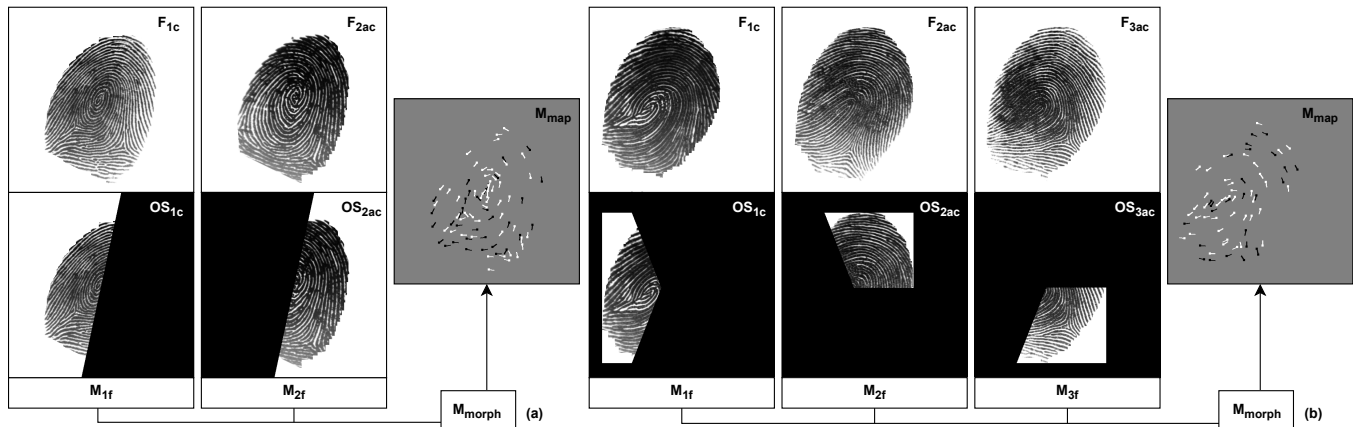 F1c
F2ac
Mmap
OS1c
OS2ac
M1f
M2f
Mmorph
(a)
F1c
F2ac
F3ac
Mmap
OS1c
OS2ac
OS3ac
M1f
M2f
M3f
Mmorph
(b)